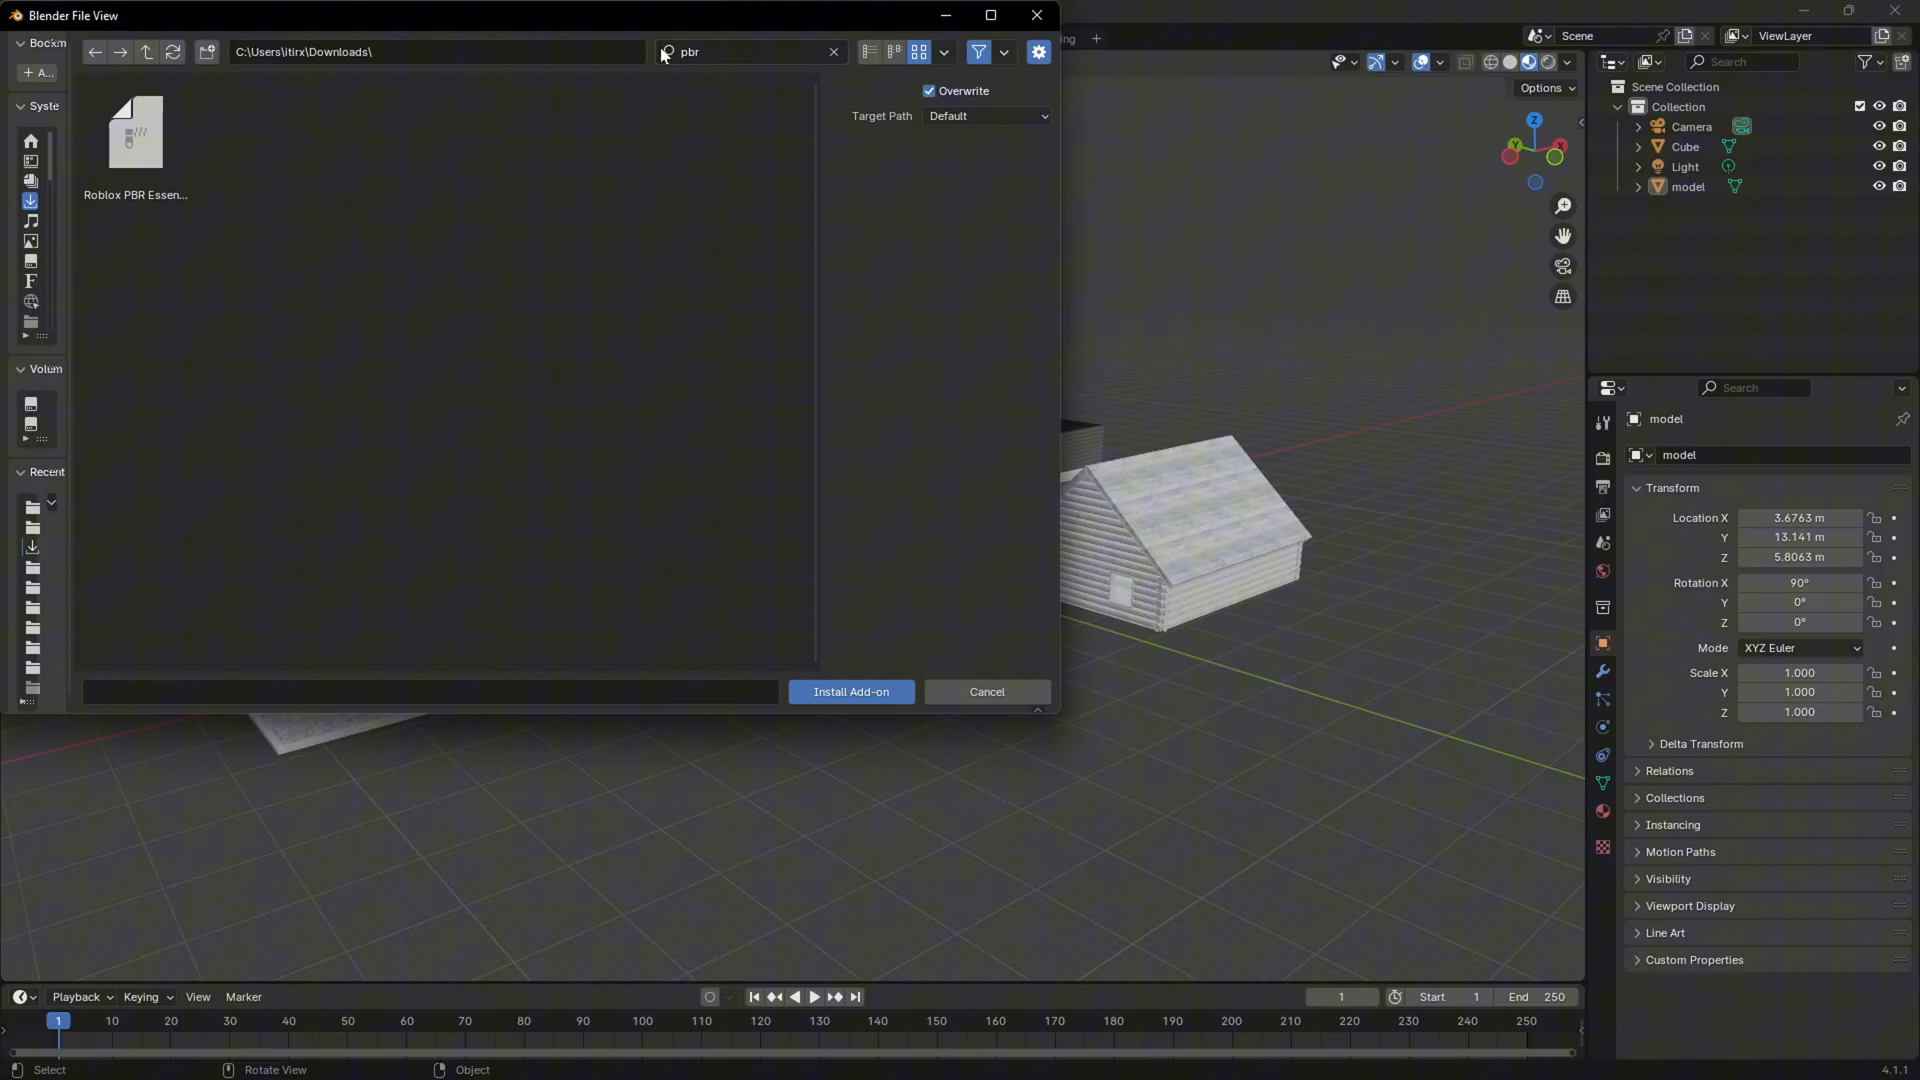 Blender File View
Bookm
C:\Users\itirx\Downloads\
pbr
+ A...
Syste
Overwrite
Target Path
Default
Roblox PBR Essen...
Volum
Recent
Install Add-on
Cancel
ing
Options
Z
Y
X
Scene
ViewLayer
Search
Scene Collection
Collection
Camera
Cube
Light
model
Search
model
model
Transform
Location X 3.6763 m
Y 13.141 m
Z 5.8063 m
Rotation X 90°
Y 0°
Z 0°
Mode XYZ Euler
Scale X 1.000
Y 1.000
Z 1.000
Delta Transform
Relations
Collections
Instancing
Motion Paths
Visibility
Viewport Display
Line Art
Custom Properties
Playback Keying View Marker 1 Start 1 End 250
1 10 20 30 40 50 60 70 80 90 100 110 120 130 140 150 160 170 180 190 200 210 220 230 240 250
Select Rotate View Object 4.1.1